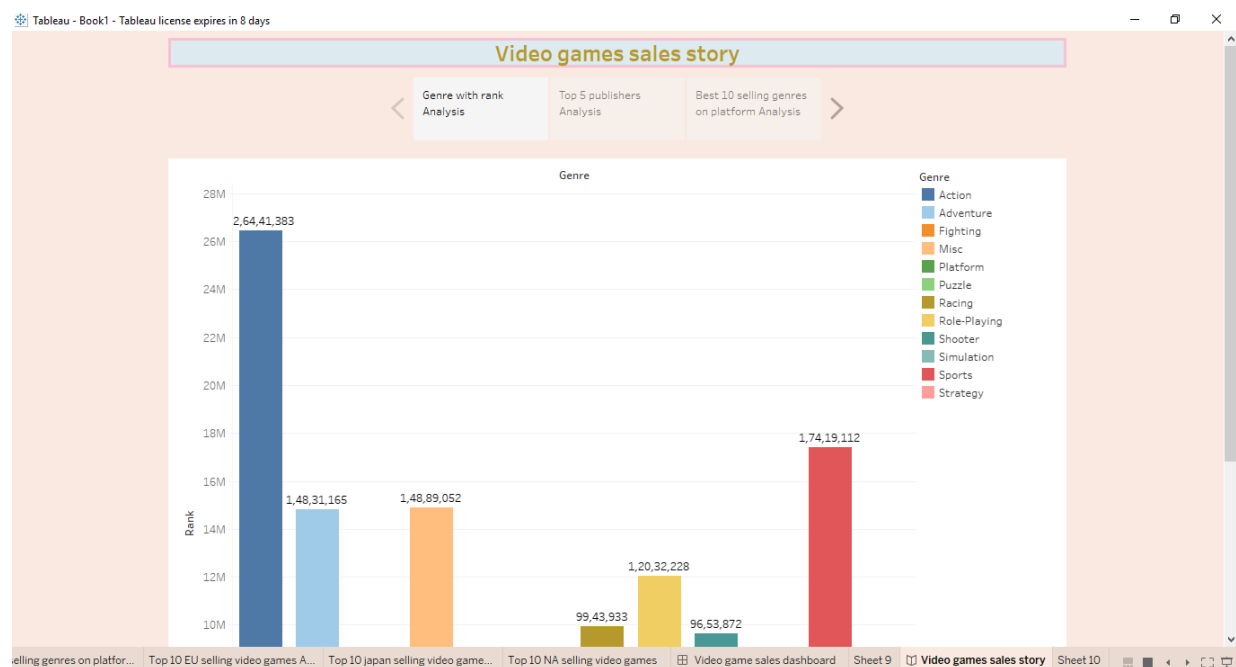 Tableau - Book1 - Tableau license expires in 8 days
Video games sales story
Genre with rank
Analysis
Top 5 publishers
Analysis
Best 10 selling genres
on platform Analysis
Genre
28M
26M
24M
22M
20M
18M
16M
14M
12M
10M
Rank
2,64,41,383
1,48,31,165
1,48,89,052
99,43,933
1,20,32,228
96,53,872
1,74,19,112
Genre
Action
Adventure
Fighting
Misc
Platform
Puzzle
Racing
Role-Playing
Shooter
Simulation
Sports
Strategy
elling genres on platfor...
Top 10 EU selling video games A...
Top 10 japan selling video game...
Top 10 NA selling video games
Video game sales dashboard
Sheet 9
Video games sales story
Sheet 10